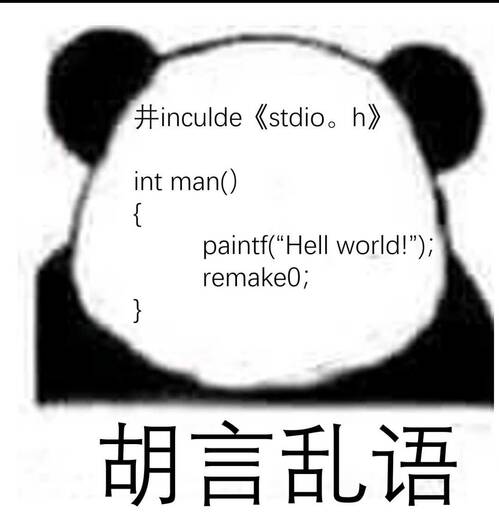 井inculde《stdio。h》
int man()
{
paintf(“Hell world!”);
remake0;
}
胡言乱语